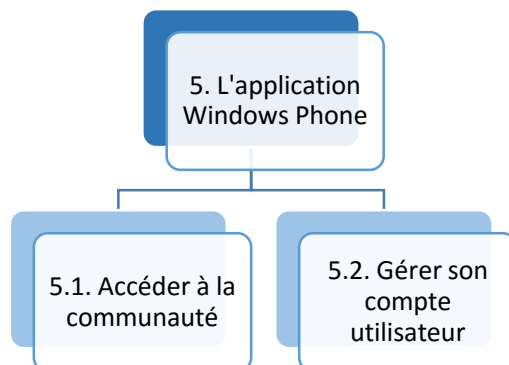 5. L'application
Windows Phone
5.1. Accéder à la
communauté
5.2. Gérer son
compte
utilisateur